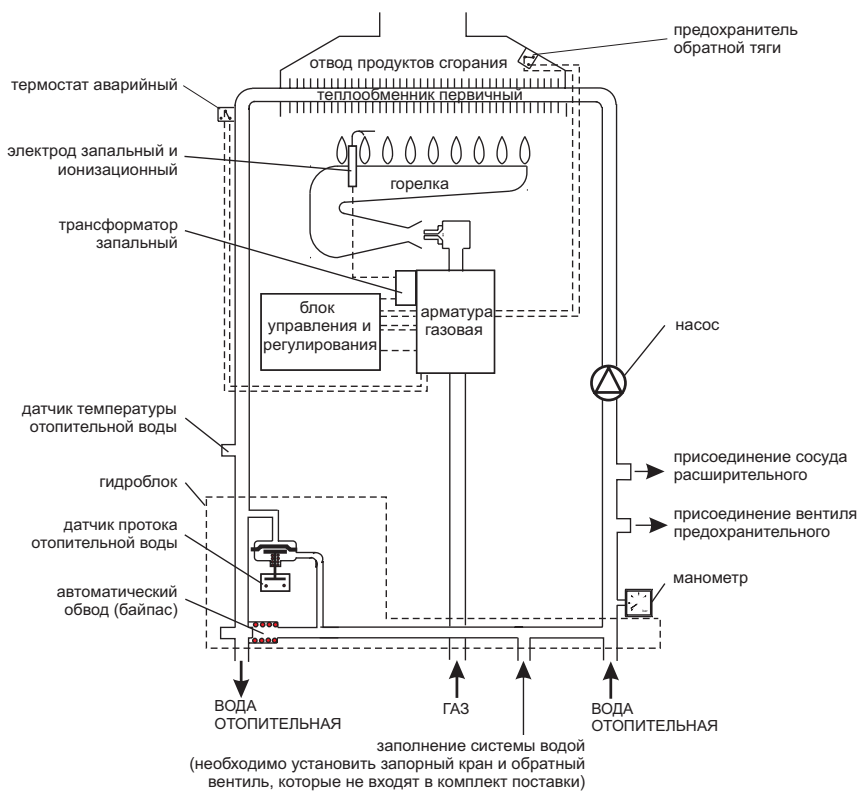 предохранитель
обратной тяги
отвод продуктов сгорания
термостат аварийный
теплообменник первичный
электрод запальный и
ионизационный
горелка
трансформатор
запальный
блок
управления и
регулирования
арматура
газовая
насос
датчик температуры
отопительной воды
присоединение сосуда
расширительного
гидроблок
присоединение вентиля
предохранительного
датчик протока
отопительной воды
манометр
автоматический
обвод (байпас)
ВОДА
ОТОПИТЕЛЬНАЯ
ГАЗ
ВОДА
ОТОПИТЕЛЬНАЯ
заполнение системы водой
(необходимо установить запорный кран и обратный
вентиль, которые не входят в комплект поставки)